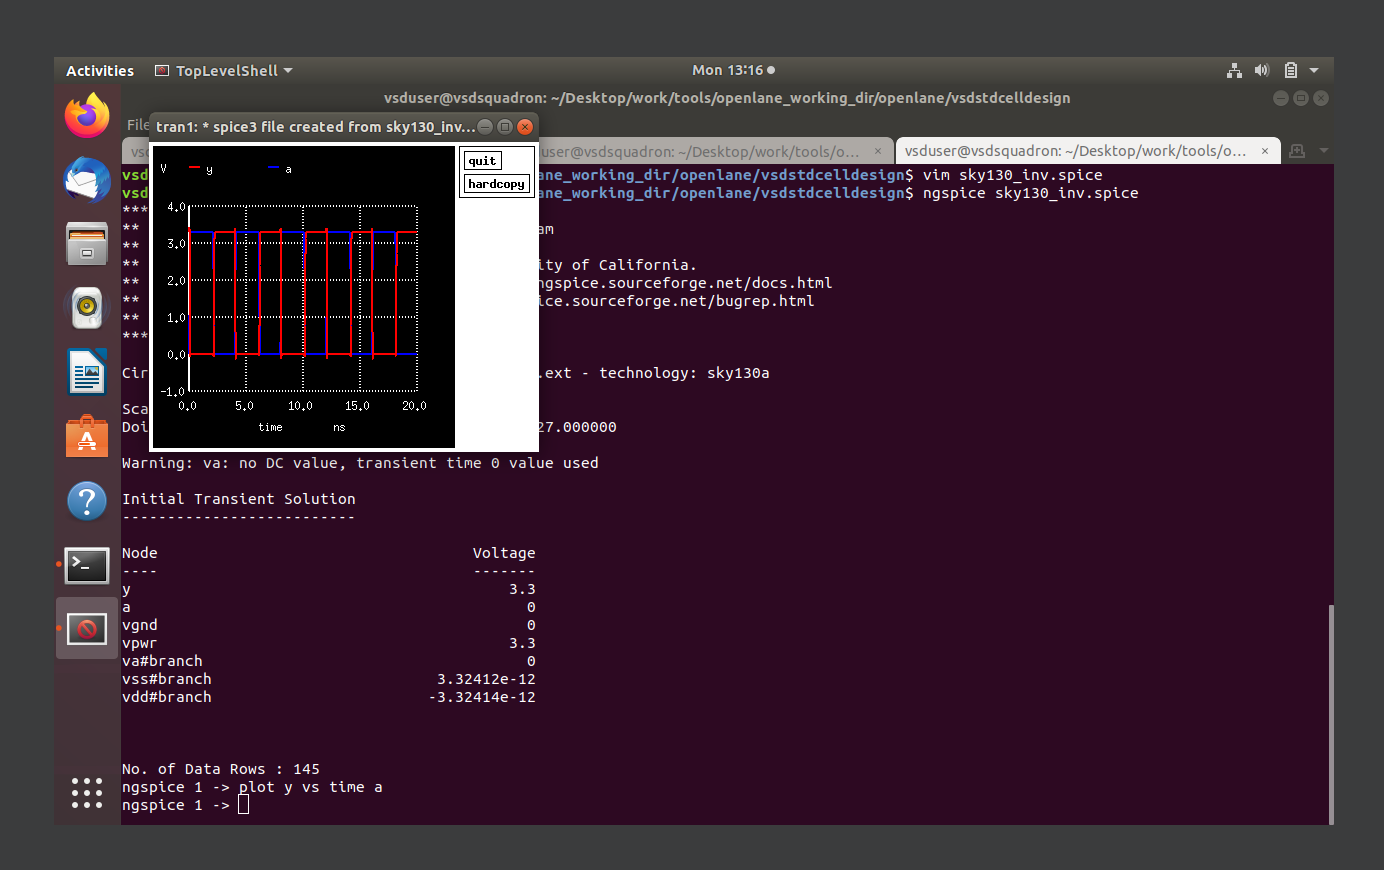 Activities TopLevelShell Mon 13:16
vsduser@vsdsquadron: ~/Desktop/work/tools/openlane_working_dir/openlane/vsdstdcelldesign
File
tran1: * spice3 file created from sky130_inv...
vsd user@vsdsquadron: ~/Desktop/work/tools/o... × vsduser@vsdsquadron: ~/Desktop/work/tools/o... ×
V y a
quit
hardcopy
4.0
3.0
2.0
1.0
0.0
-1.0
0.0 5.0 10.0 15.0 20.0
time ns
vsd ane_working_dir/openlane/vsdstdcelldesign$ vim sky130_inv.spice
vsd ane_working_dir/openlane/vsdstdcelldesign$ ngspice sky130_inv.spice
***
** am
**
** ity of California.
** ngspice.sourceforge.net/docs.html
** ice.sourceforge.net/bugrep.html
**
***
Cir .ext - technology: sky130a
Sca
Doi 27.000000
Warning: va: no DC value, transient time 0 value used
Initial Transient Solution
--------------------------
Node Voltage
---- -------
y 3.3
a 0
vgnd 0
vpwr 3.3
va#branch 0
vss#branch 3.32412e-12
vdd#branch -3.32414e-12
No. of Data Rows : 145
ngspice 1 -> plot y vs time a
ngspice 1 ->